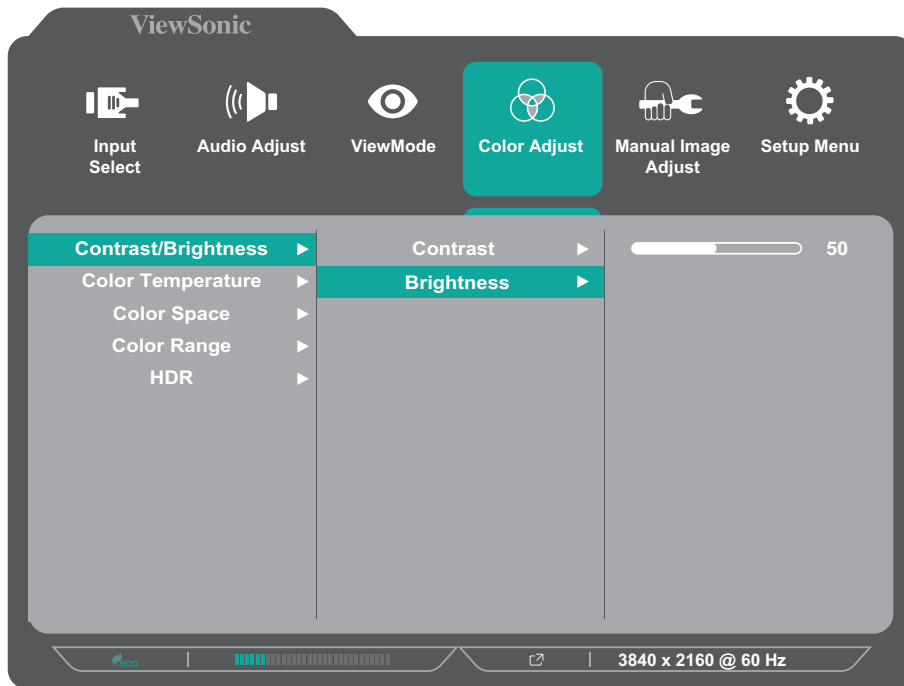 ViewSonic
Input
Select
Audio Adjust
ViewMode
Color Adjust
Manual Image
Adjust
Setup Menu
Contrast/Brightness
Color Temperature
Color Space
Color Range
HDR
Contrast
Brightness
50
eco
3840 x 2160 @ 60 Hz